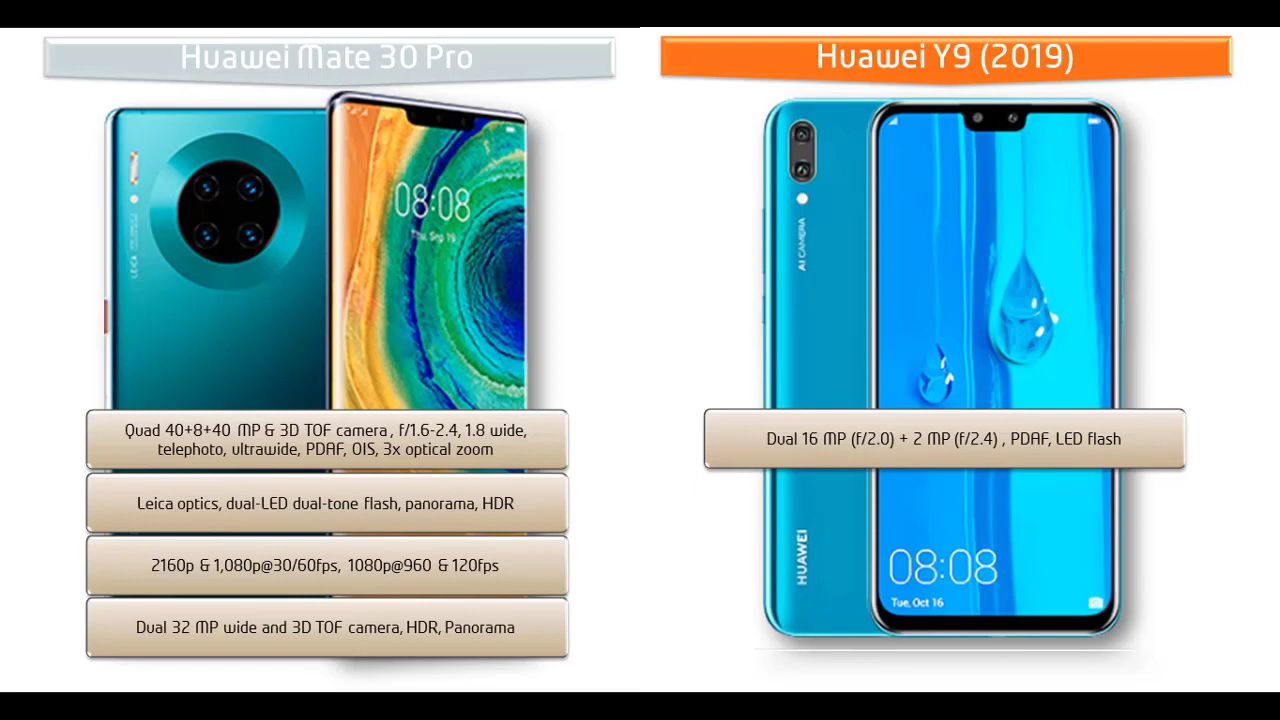 Huawei Mate 30 Pro
08:08
Thu, Sep 19
LEICA
Quad 40+8+40 MP & 3D TOF camera , f/1.6-2.4, 1.8 wide,
telephoto, ultrawide, PDAF, OIS, 3x optical zoom
Leica optics, dual-LED dual-tone flash, panorama, HDR
2160p & 1,080p@30/60fps, 1080p@960 & 120fps
Dual 32 MP wide and 3D TOF camera, HDR, Panorama
Huawei Y9 (2019)
AI CAMERA
Dual 16 MP (f/2.0) + 2 MP (f/2.4) , PDAF, LED flash
HUAWEI
08:08
Tue, Oct 16